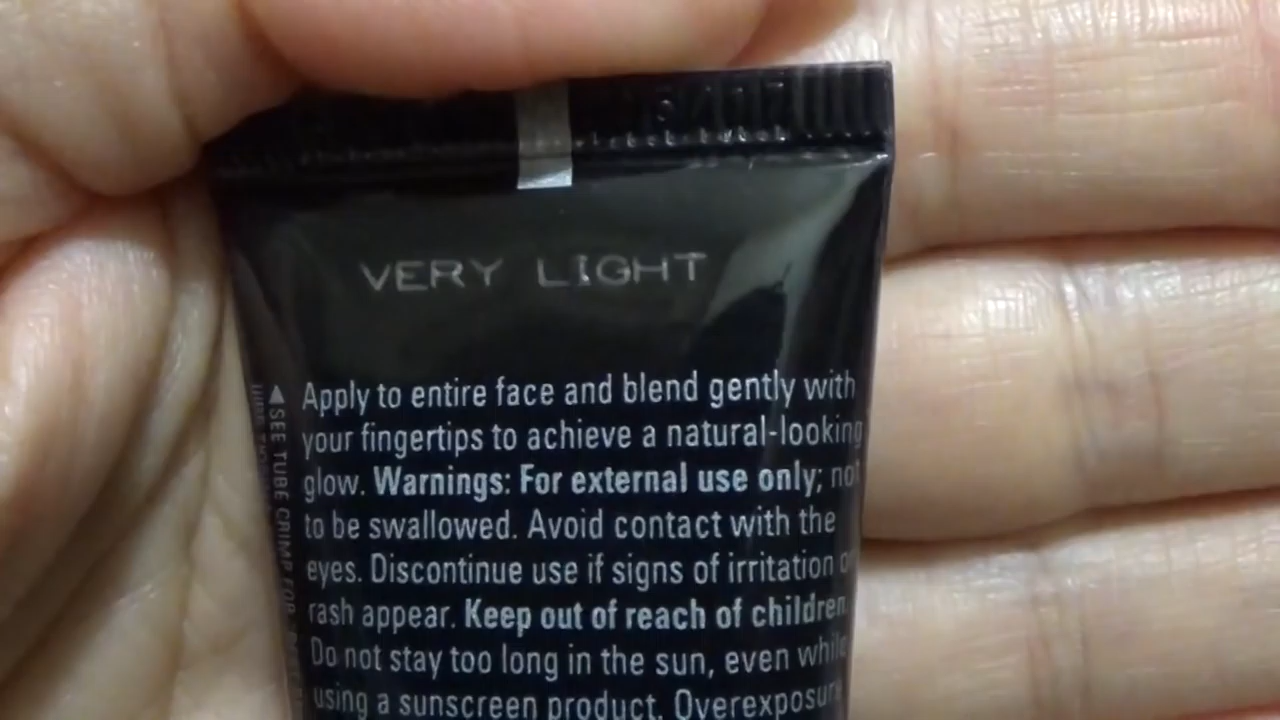 VERY LIGHT
Apply to entire face and blend gently with
your fingertips to achieve a natural-looking
glow. Warnings: For external use only; not
to be swallowed. Avoid contact with the
eyes. Discontinue use if signs of irritation or
rash appear. Keep out of reach of children.
Do not stay too long in the sun, even while
using a sunscreen product. Overexposure
◀SEE TUBE CRIMP FOR